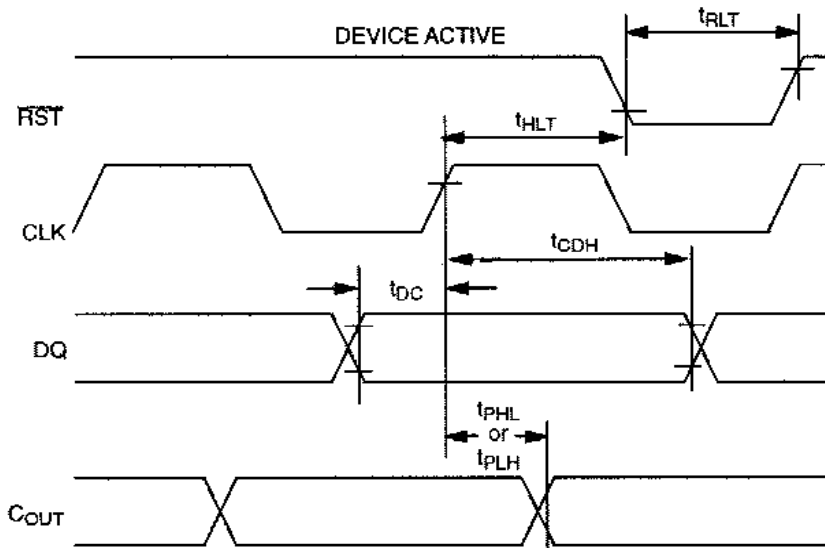 DEVICE ACTIVE
tRLT
RST
tHLT
CLK
tCDH
tDC
DQ
tPHL
or
tPLH
COUT